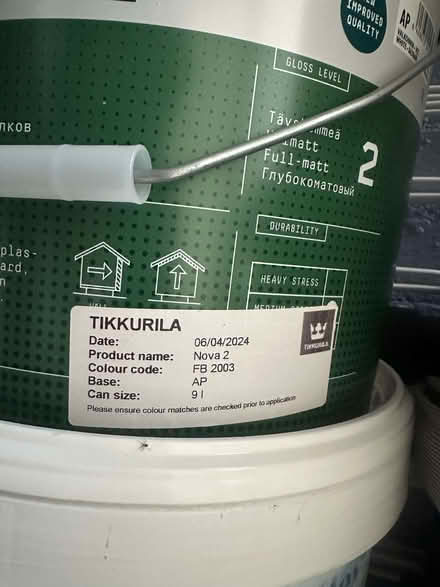 IMPROVED
QUALITY
AP
GLOSS LEVEL
Full-matt
Глубокоматовый
2
DURABILITY
HEAVY STRESS
TIKKURILA
Date: 06/04/2024
Product name: Nova 2
Colour code: FB 2003
Base: AP
Can size: 9 l
Please ensure colour matches are checked prior to application
TIKKURILA